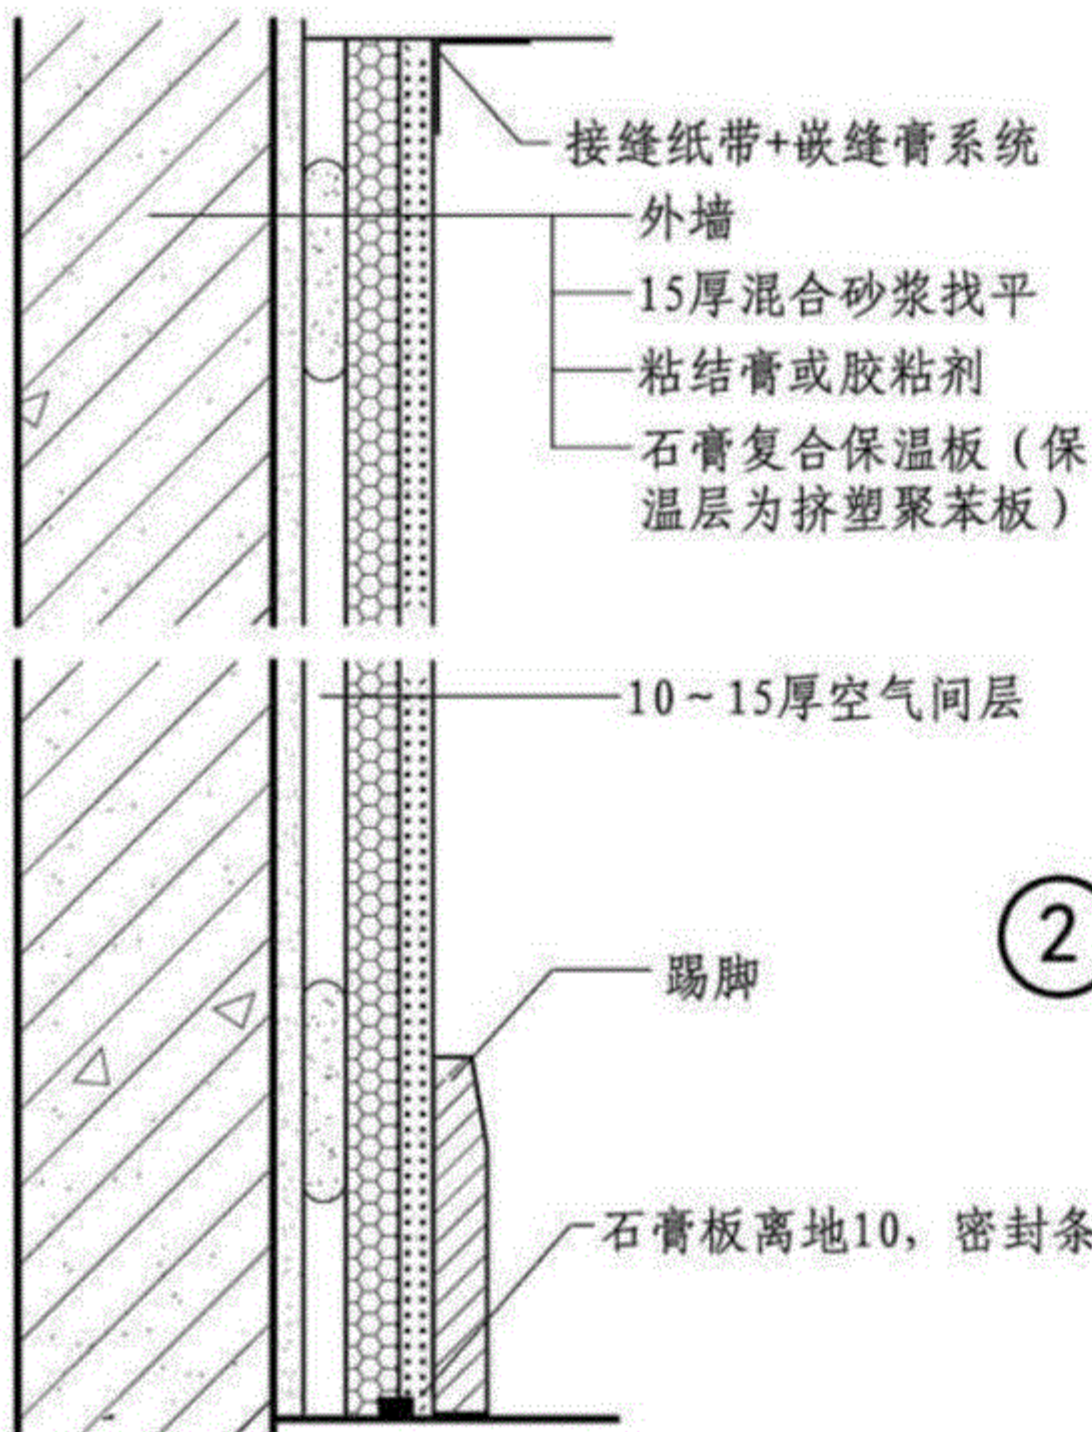 接缝纸带+嵌缝膏系统
外墙
15厚混合砂浆找平
粘结膏或胶粘剂
石膏复合保温板（保
温层为挤塑聚苯板）
10~15厚空气间层
2
踢脚
石膏板离地10，密封条